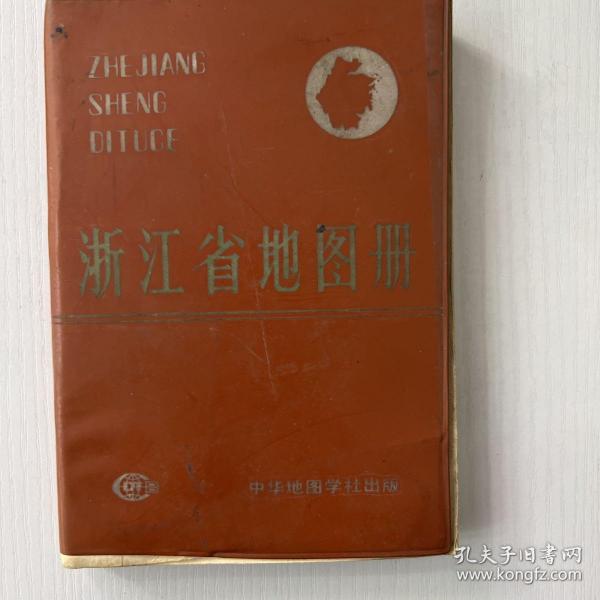 ZHEJIANG
SHENG
DITUCE
浙江省地图册
中华地图学社出版
孔夫子旧书网
www.kongfz.com